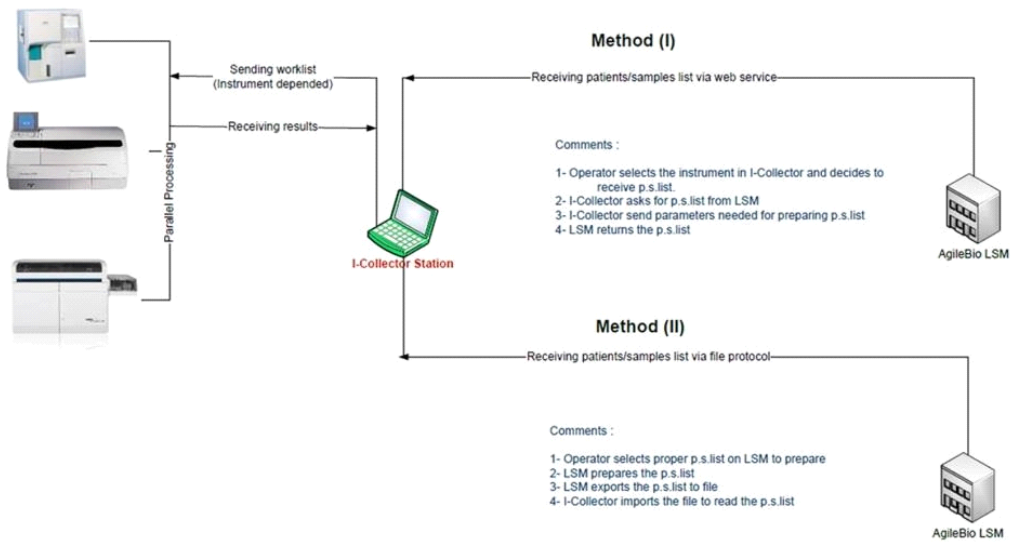 Method (I)
Sending worklist
(Instrument depended)
Receiving patients/samples list via web service
Receiving results
Parallel Processing
Comments :
1- Operator selects the instrument in I-Collector and decides to
receive p.s.list.
2- I-Collector asks for p.s.list from LSM
3- I-Collector send parameters needed for preparing p.s.list
4- LSM returns the p.s.list
AgileBio LSM
I-Collector Station
Method (II)
Receiving patients/samples list via file protocol
Comments :
1- Operator selects proper p.s.list on LSM to prepare
2- LSM prepares the p.s.list
3- LSM exports the p.s.list to file
4- I-Collector imports the file to read the p.s.list
AgileBio LSM